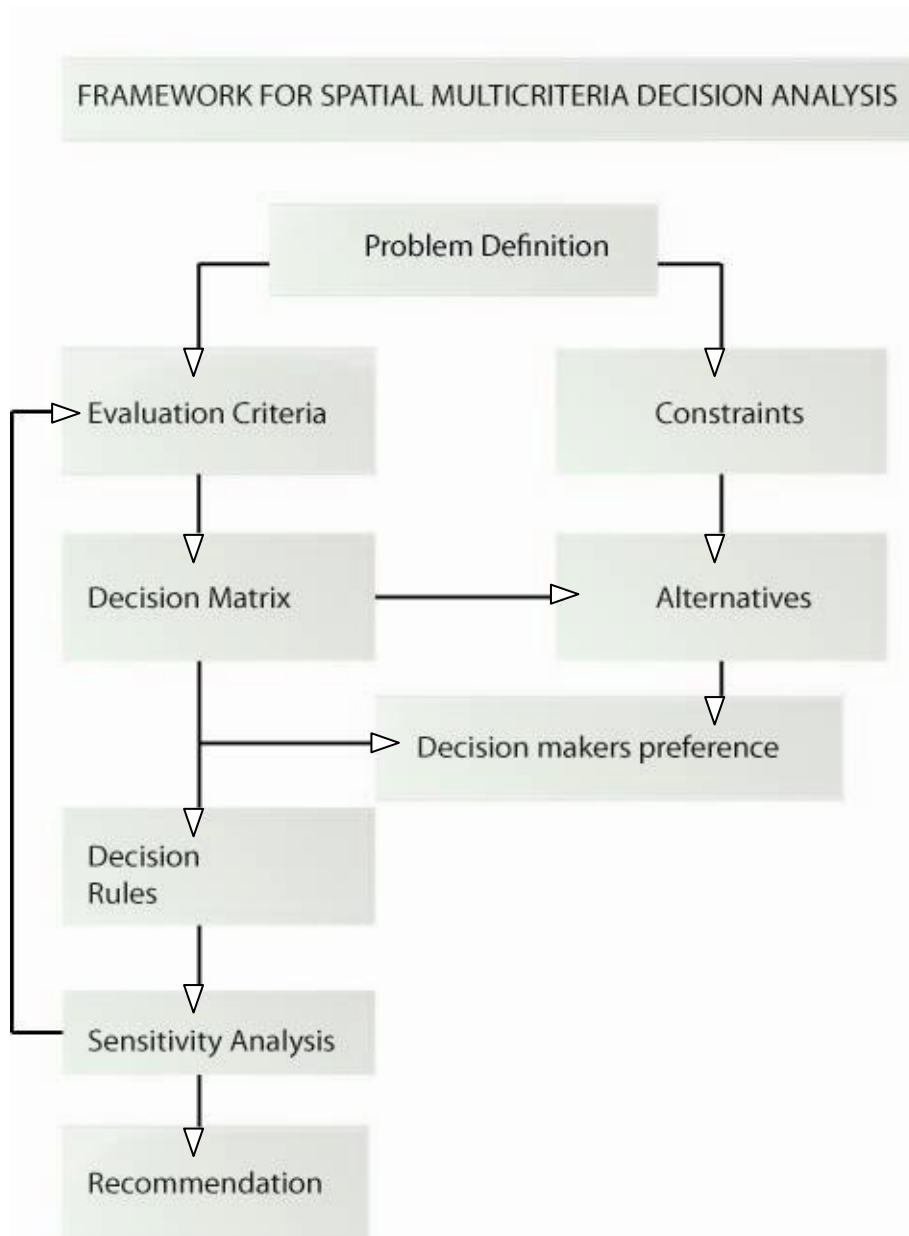 FRAMEWORK FOR SPATIAL MULTICRITERIA DECISION ANALYSIS
Problem Definition
Evaluation Criteria
Constraints
Decision Matrix
Alternatives
Decision makers preference
Decision
Rules
Sensitivity Analysis
Recommendation